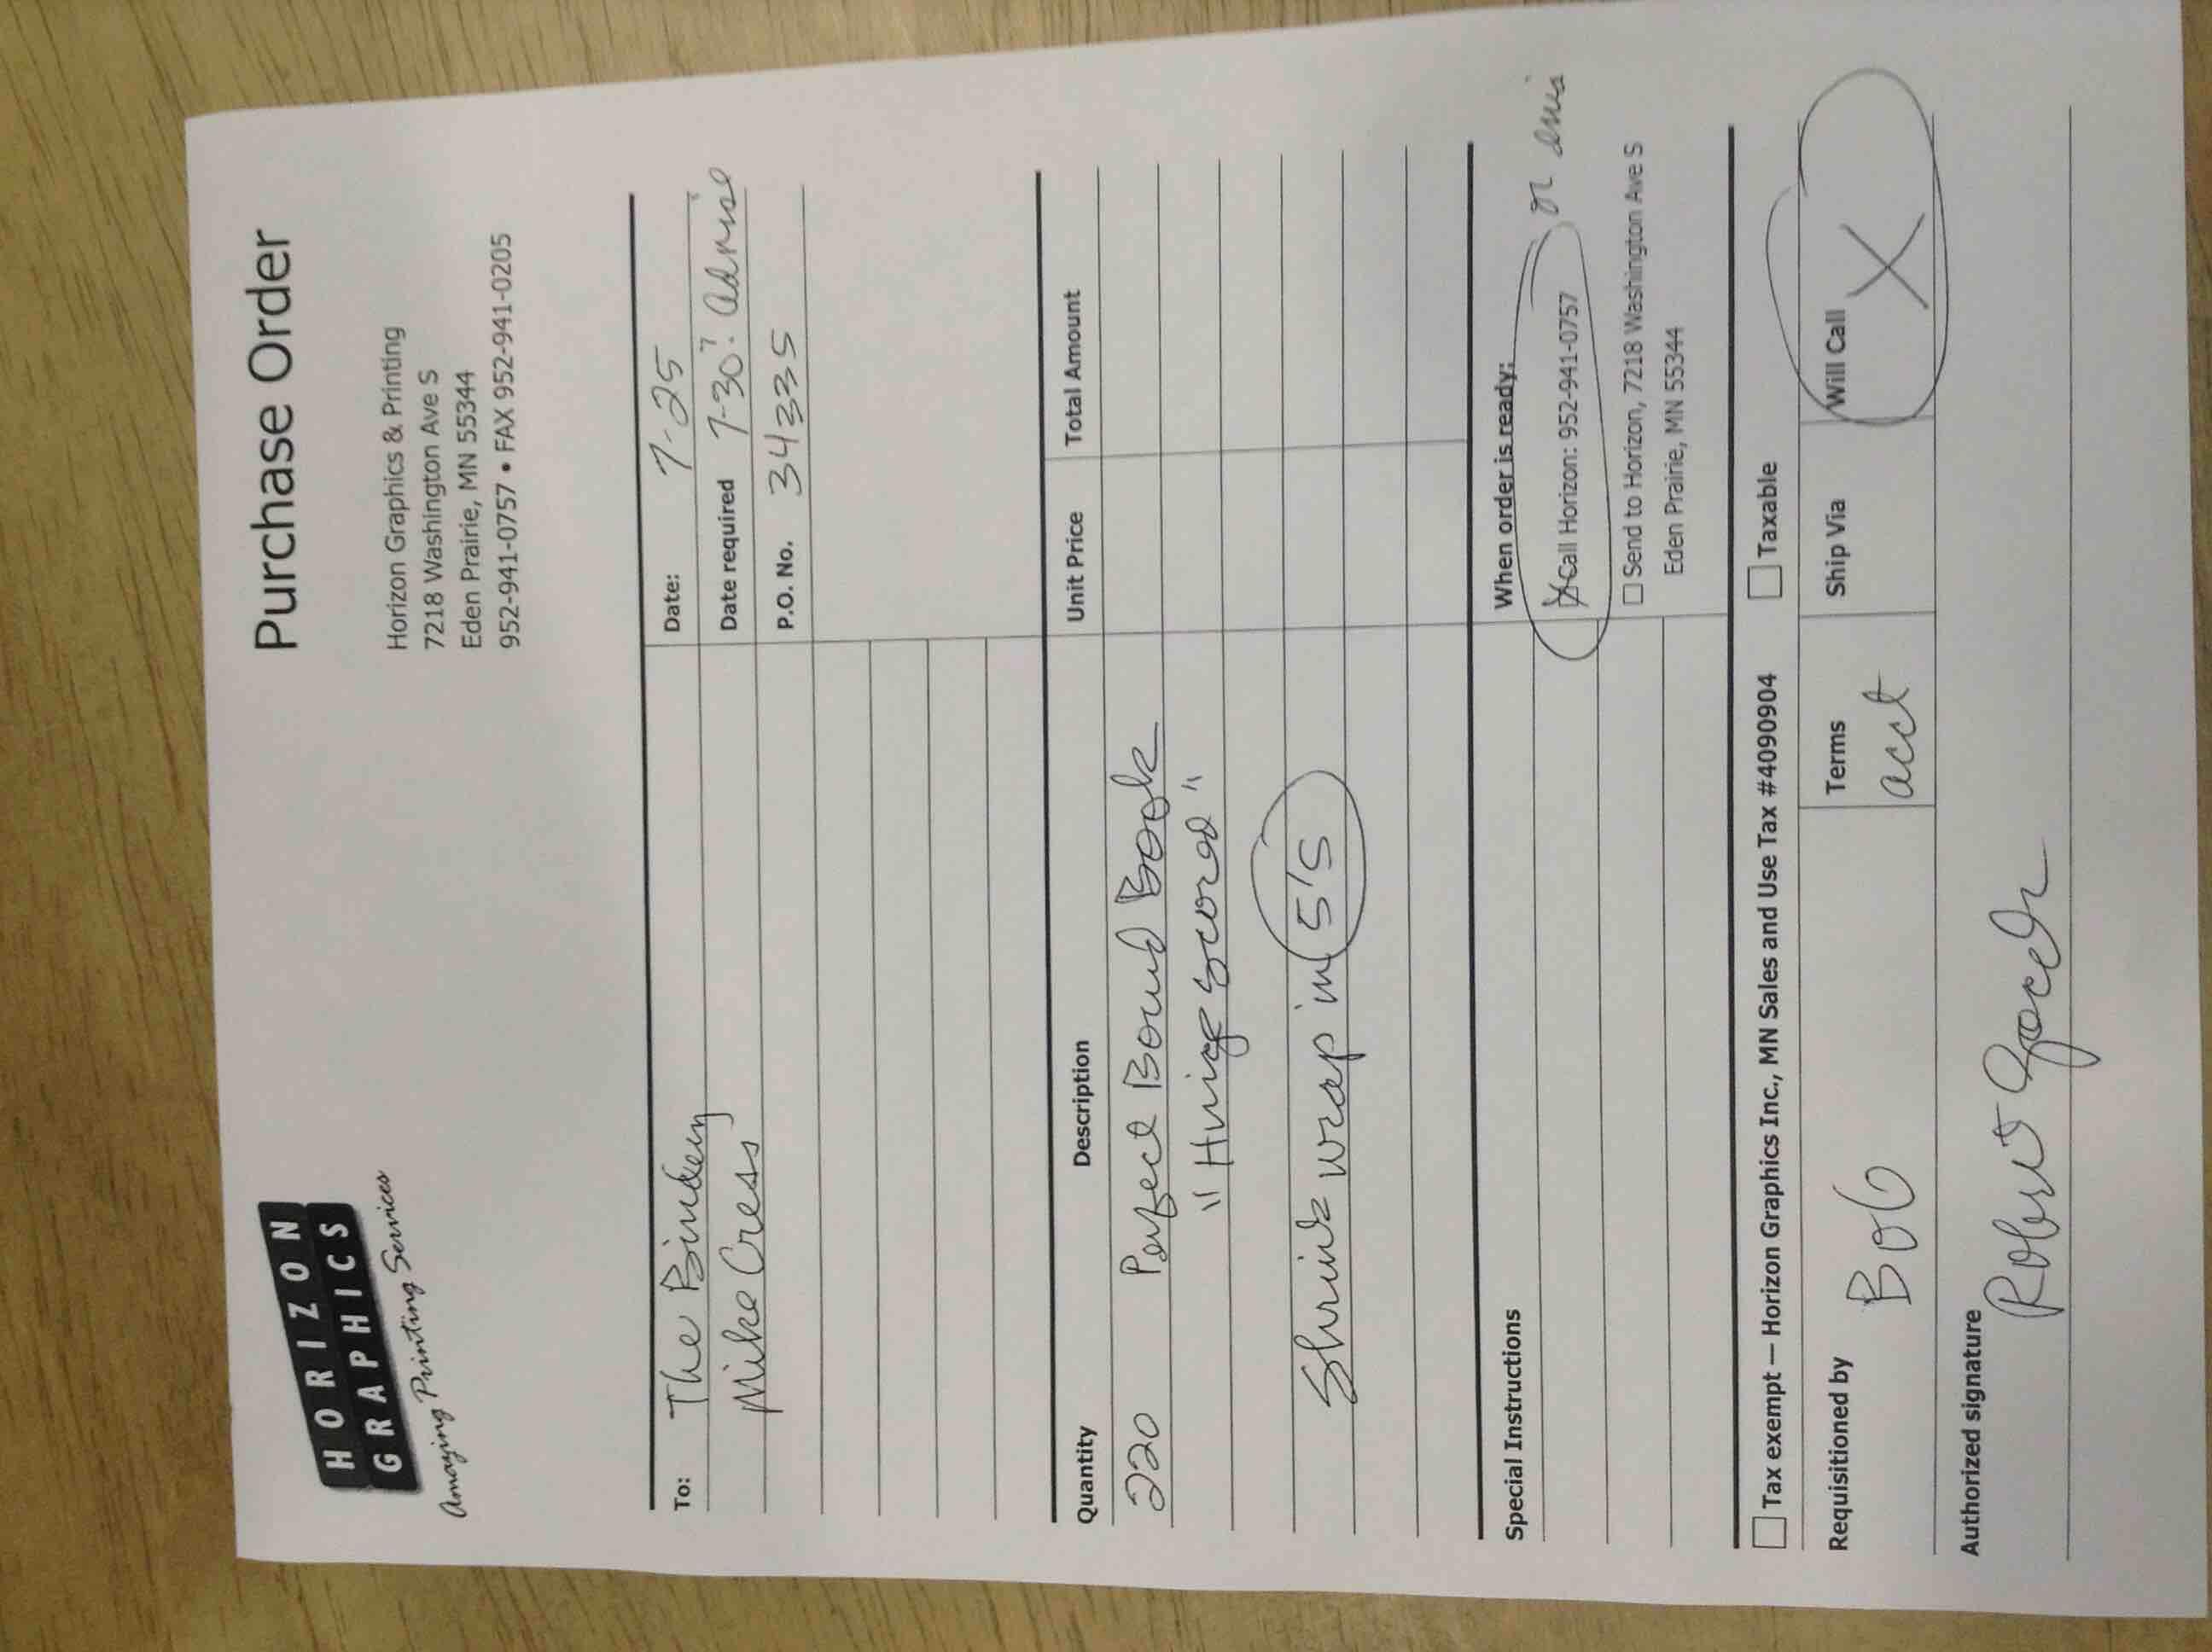 HORIZON
GRAPHICS
Amazing Printing Services
Purchase Order
Horizon Graphics & Printing
7218 Washington Ave S
Eden Prairie, MN 55344
952-941-0757 • FAX 952-941-0205
To: The Bindery
Mike Cress
Date: 7-25
Date required 7-30? advise
P.O. No. 34335
Quantity Description Unit Price Total Amount
220 Perfect Bound Book
"Hinge scored"
Shrink wrap in 5's
Special Instructions
When order is ready:
Call Horizon: 952-941-0757 or
Send to Horizon, 7218 Washington Ave S
Eden Prairie, MN 55344
Tax exempt — Horizon Graphics Inc., MN Sales and Use Tax #4090904 Taxable
Requisitioned by Terms Ship Via Will Call
Bob acct X
Authorized signature
Robert